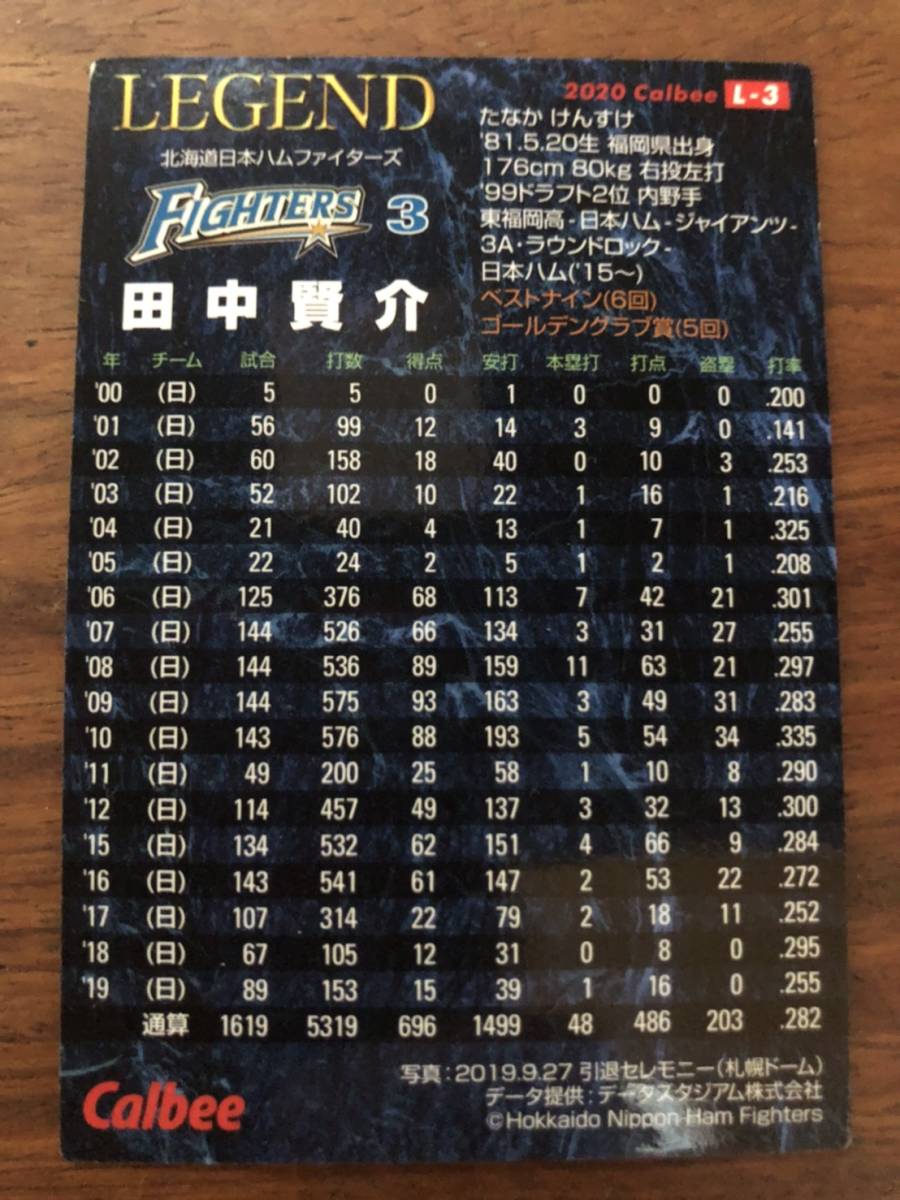 LEGEND
2020 Calbee L-3
北海道日本ハムファイターズ
FIGHTERS 3
田中賢介
たなか けんすけ
'81.5.20生 福岡県出身
176cm 80kg 右投左打
'99ドラフト2位 内野手
東福岡高-日本ハム-ジャイアンツ-
3A・ラウンドロック-
日本ハム('15〜)
ベストナイン(6回)
ゴールデングラブ賞(5回)
年 チーム 試合 打数 得点 安打 本塁打 打点 盗塁 打率
'00 (日) 5 5 0 1 0 0 0 .200
'01 (日) 56 99 12 14 3 9 0 .141
'02 (日) 60 158 18 40 0 10 3 .253
'03 (日) 52 102 10 22 1 16 1 .216
'04 (日) 21 40 4 13 1 7 1 .325
'05 (日) 22 24 2 5 1 2 1 .208
'06 (日) 125 376 68 113 7 42 21 .301
'07 (日) 144 526 66 134 3 31 27 .255
'08 (日) 144 536 89 159 11 63 21 .297
'09 (日) 144 575 93 163 3 49 31 .283
'10 (日) 143 576 88 193 5 54 34 .335
'11 (日) 49 200 25 58 1 10 8 .290
'12 (日) 114 457 49 137 3 32 13 .300
'15 (日) 134 532 62 151 4 66 9 .284
'16 (日) 143 541 61 147 2 53 22 .272
'17 (日) 107 314 22 79 2 18 11 .252
'18 (日) 67 105 12 31 0 8 0 .295
'19 (日) 89 153 15 39 1 16 0 .255
通算 1619 5319 696 1499 48 486 203 .282
写真:2019.9.27 引退セレモニー(札幌ドーム)
データ提供:データスタジアム株式会社
©Hokkaido Nippon-Ham Fighters
Calbee